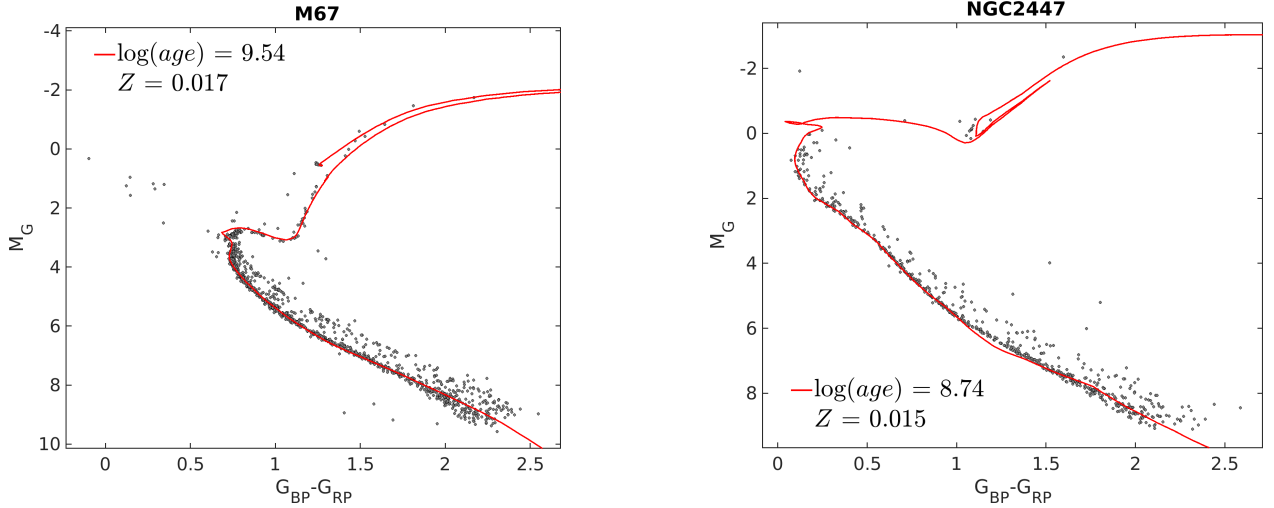 M67
-4
-2
0
2
4
6
8
10
M_G
log(age) = 9.54
Z = 0.017
0 0.5 1 1.5 2 2.5
G_BP-G_RP
NGC2447
-2
0
2
4
6
8
M_G
log(age) = 8.74
Z = 0.015
0 0.5 1 1.5 2 2.5
G_BP-G_RP